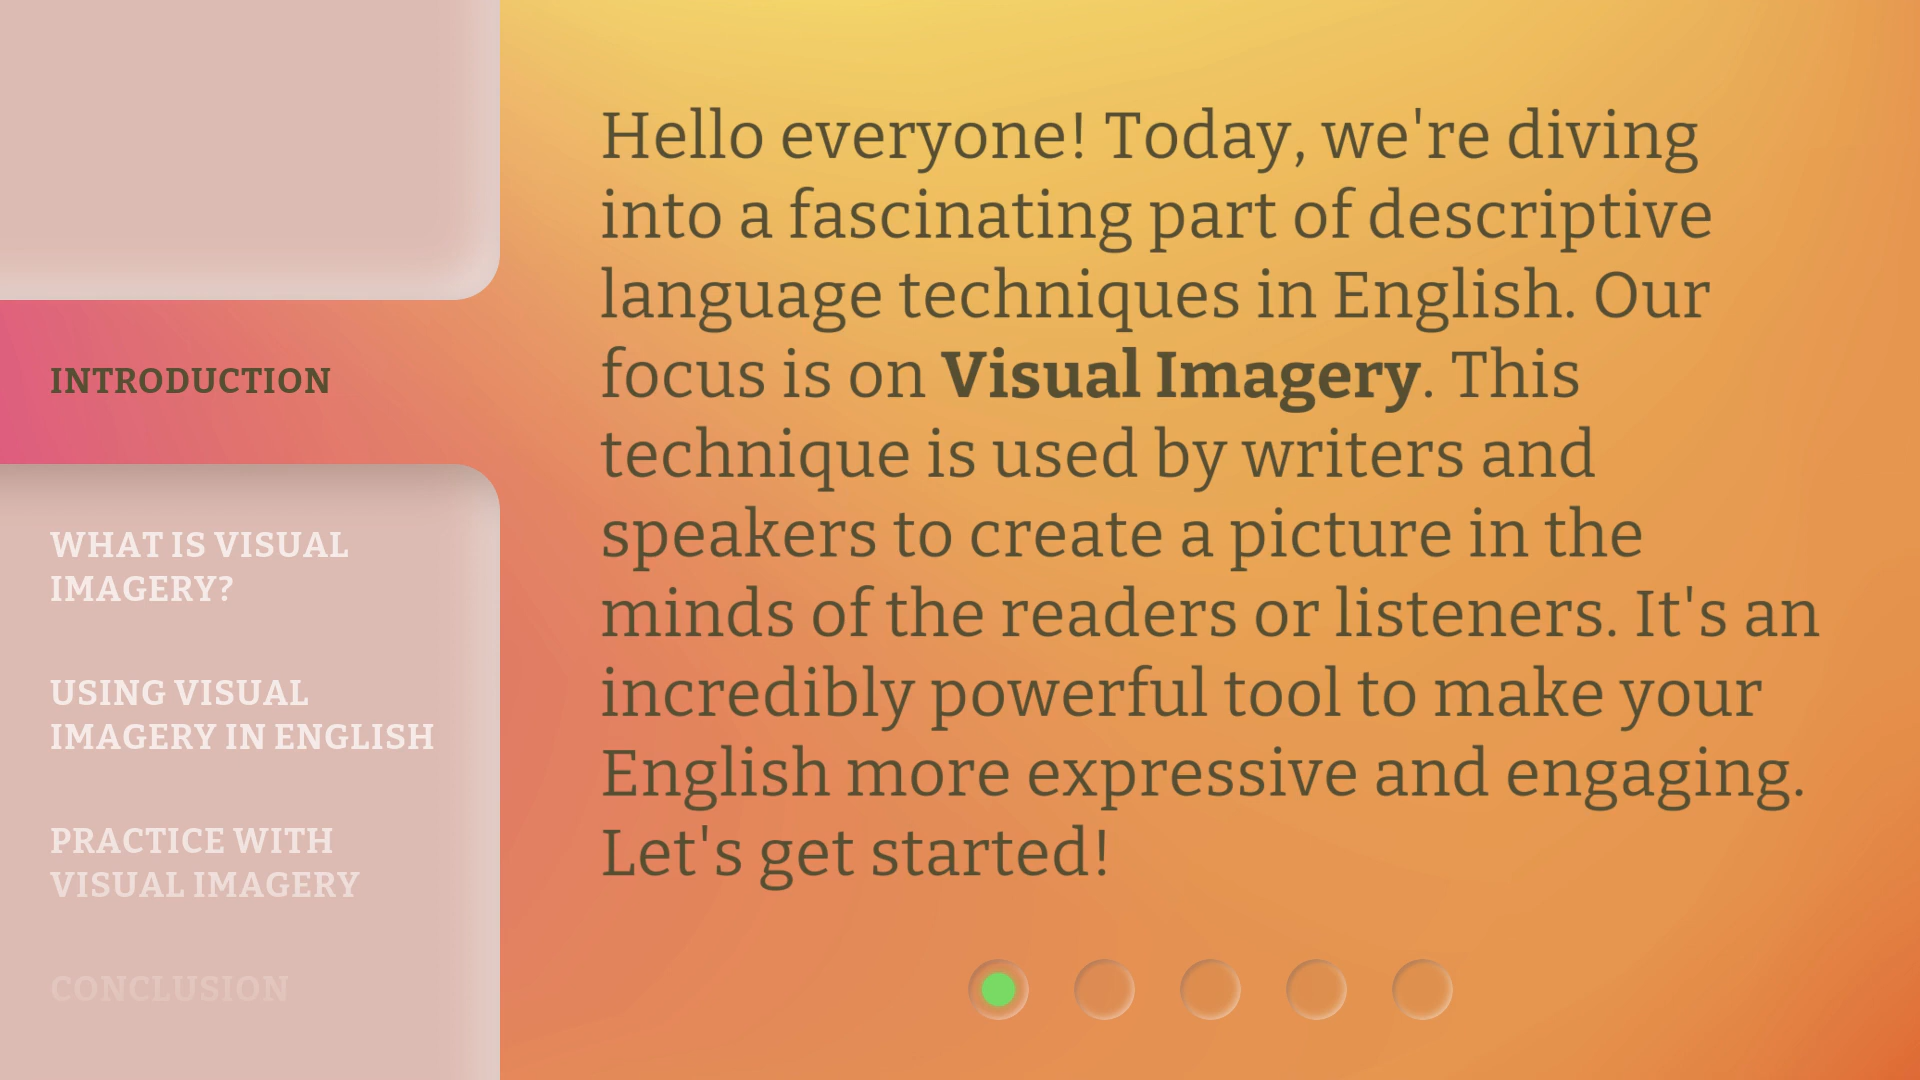 INTRODUCTION
WHAT IS VISUAL
IMAGERY?
USING VISUAL
IMAGERY IN ENGLISH
PRACTICE WITH
VISUAL IMAGERY
CONCLUSION
Hello everyone! Today, we're diving
into a fascinating part of descriptive
language techniques in English. Our
focus is on Visual Imagery. This
technique is used by writers and
speakers to create a picture in the
minds of the readers or listeners. It's an
incredibly powerful tool to make your
English more expressive and engaging.
Let's get started!